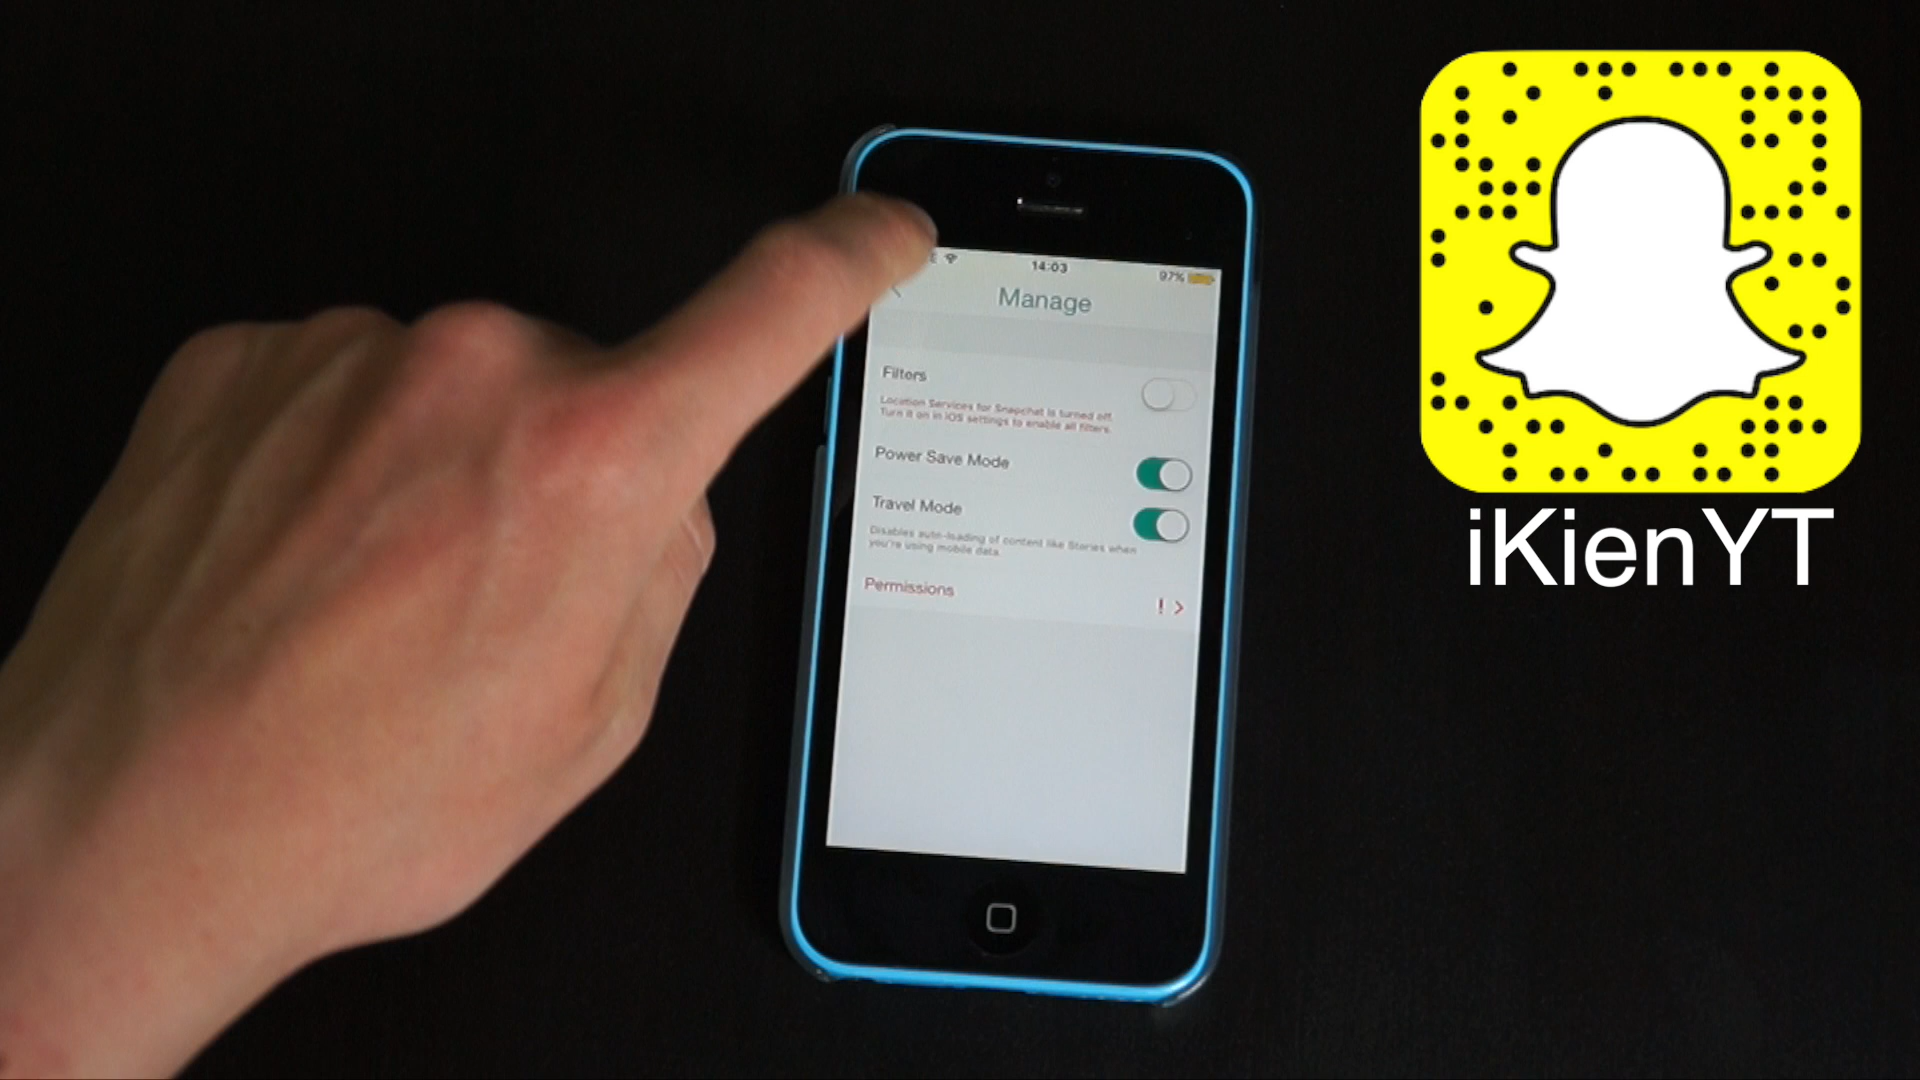 14:03
97%
Manage
Filters
Location Services for Snapchat is turned off.
Turn it on in iOS settings to enable all filters.
Power Save Mode
Travel Mode
Disables auto-loading of content like Stories when
you're using mobile data.
Permissions
! >
iKienYT